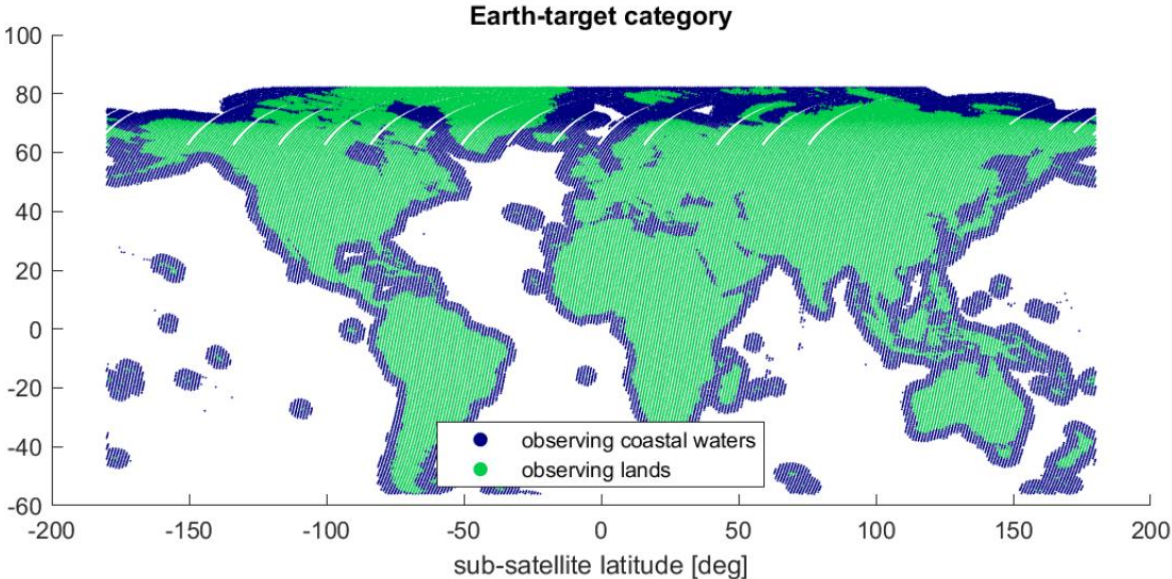 Earth-target category
100
80
60
40
20
0
-20
-40
-60
observing coastal waters
observing lands
-200 -150 -100 -50 0 50 100 150 200
sub-satellite latitude [deg]